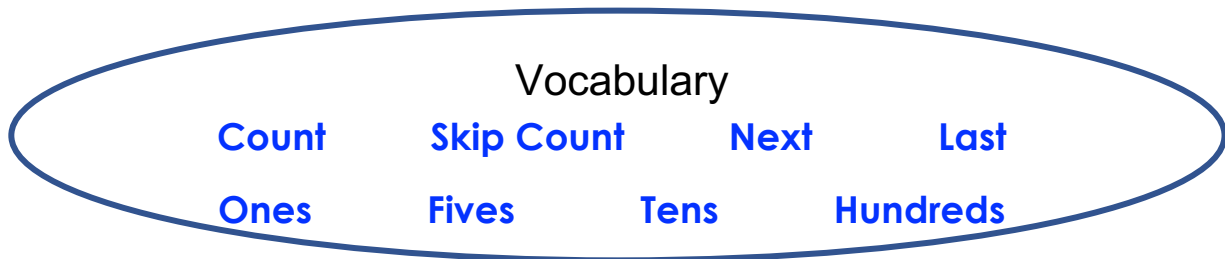 Vocabulary
Count Skip Count Next Last
Ones Fives Tens Hundreds